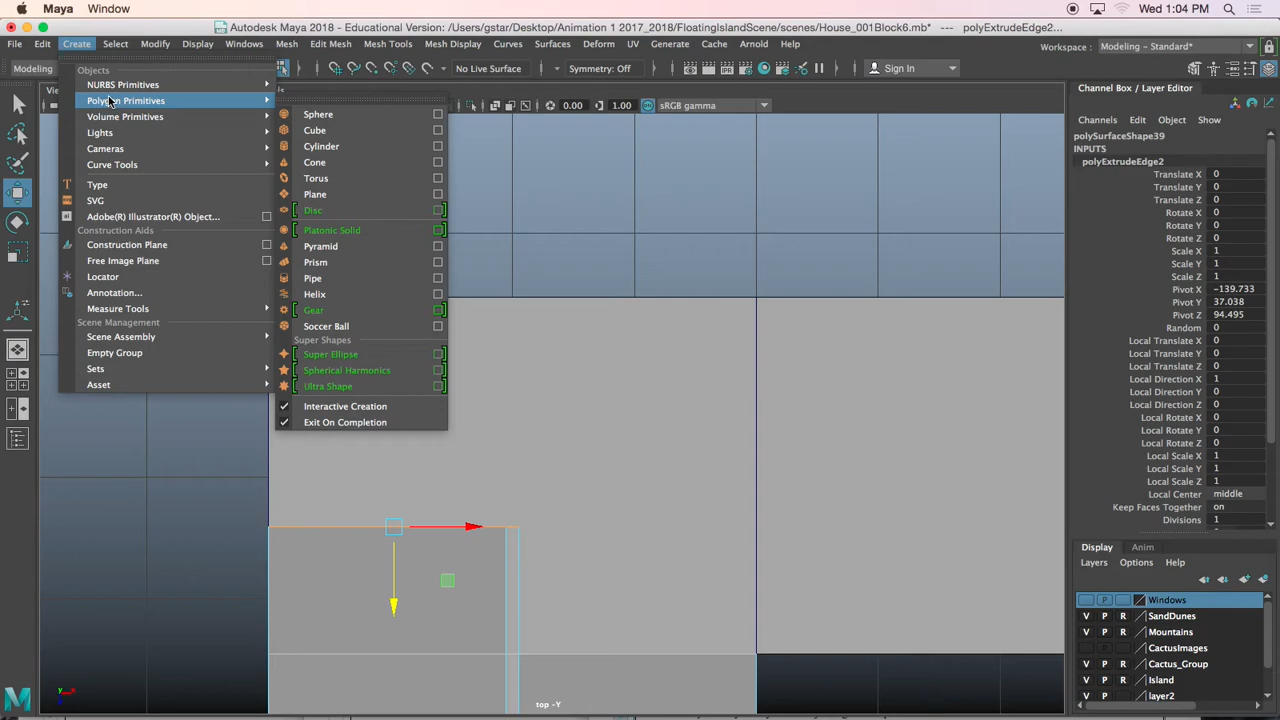 Maya Window
Wed 1:04 PM
Autodesk Maya 2018 - Educational Version: /Users/gstar/Desktop/Animation 1 2017_2018/FloatingIslandScene/scenes/House_001Block6.mb* - polyExtrudeEdge2...
File Edit Create Select Modify Display Windows Mesh Edit Mesh Mesh Tools Mesh Display Curves Surfaces Deform UV Generate Cache Arnold Help
Workspace : Modeling - Standard*
Modeling
No Live Surface
Symmetry: Off
Sign In
0.00 1.00 sRGB gamma
Objects
NURBS Primitives
Polygon Primitives
Volume Primitives
Lights
Cameras
Curve Tools
Type
SVG
Adobe(R) Illustrator(R) Object...
Construction Aids
Construction Plane
Free Image Plane
Locator
Annotation...
Measure Tools
Scene Management
Scene Assembly
Empty Group
Sets
Asset
Sphere
Cube
Cylinder
Cone
Torus
Plane
Disc
Platonic Solid
Pyramid
Prism
Pipe
Helix
Gear
Soccer Ball
Super Shapes
Super Ellipse
Spherical Harmonics
Ultra Shape
Interactive Creation
Exit On Completion
top -Y
Channel Box / Layer Editor
Channels Edit Object Show
polySurfaceShape39
INPUTS
polyExtrudeEdge2
Translate X 0
Translate Y 0
Translate Z 0
Rotate X 0
Rotate Y 0
Rotate Z 0
Scale X 1
Scale Y 1
Scale Z 1
Pivot X -139.733
Pivot Y 37.038
Pivot Z 94.495
Random 0
Local Translate X 0
Local Translate Y 0
Local Translate Z 0
Local Direction X 1
Local Direction Y 0
Local Direction Z 0
Local Rotate X 0
Local Rotate Y 0
Local Rotate Z 0
Local Scale X 1
Local Scale Y 1
Local Scale Z 1
Local Center middle
Keep Faces Together on
Divisions 1
Display Anim
Layers Options Help
P Windows
V P R SandDunes
V P R Mountains
CactusImages
V P R Cactus_Group
V P R Island
V P layer2